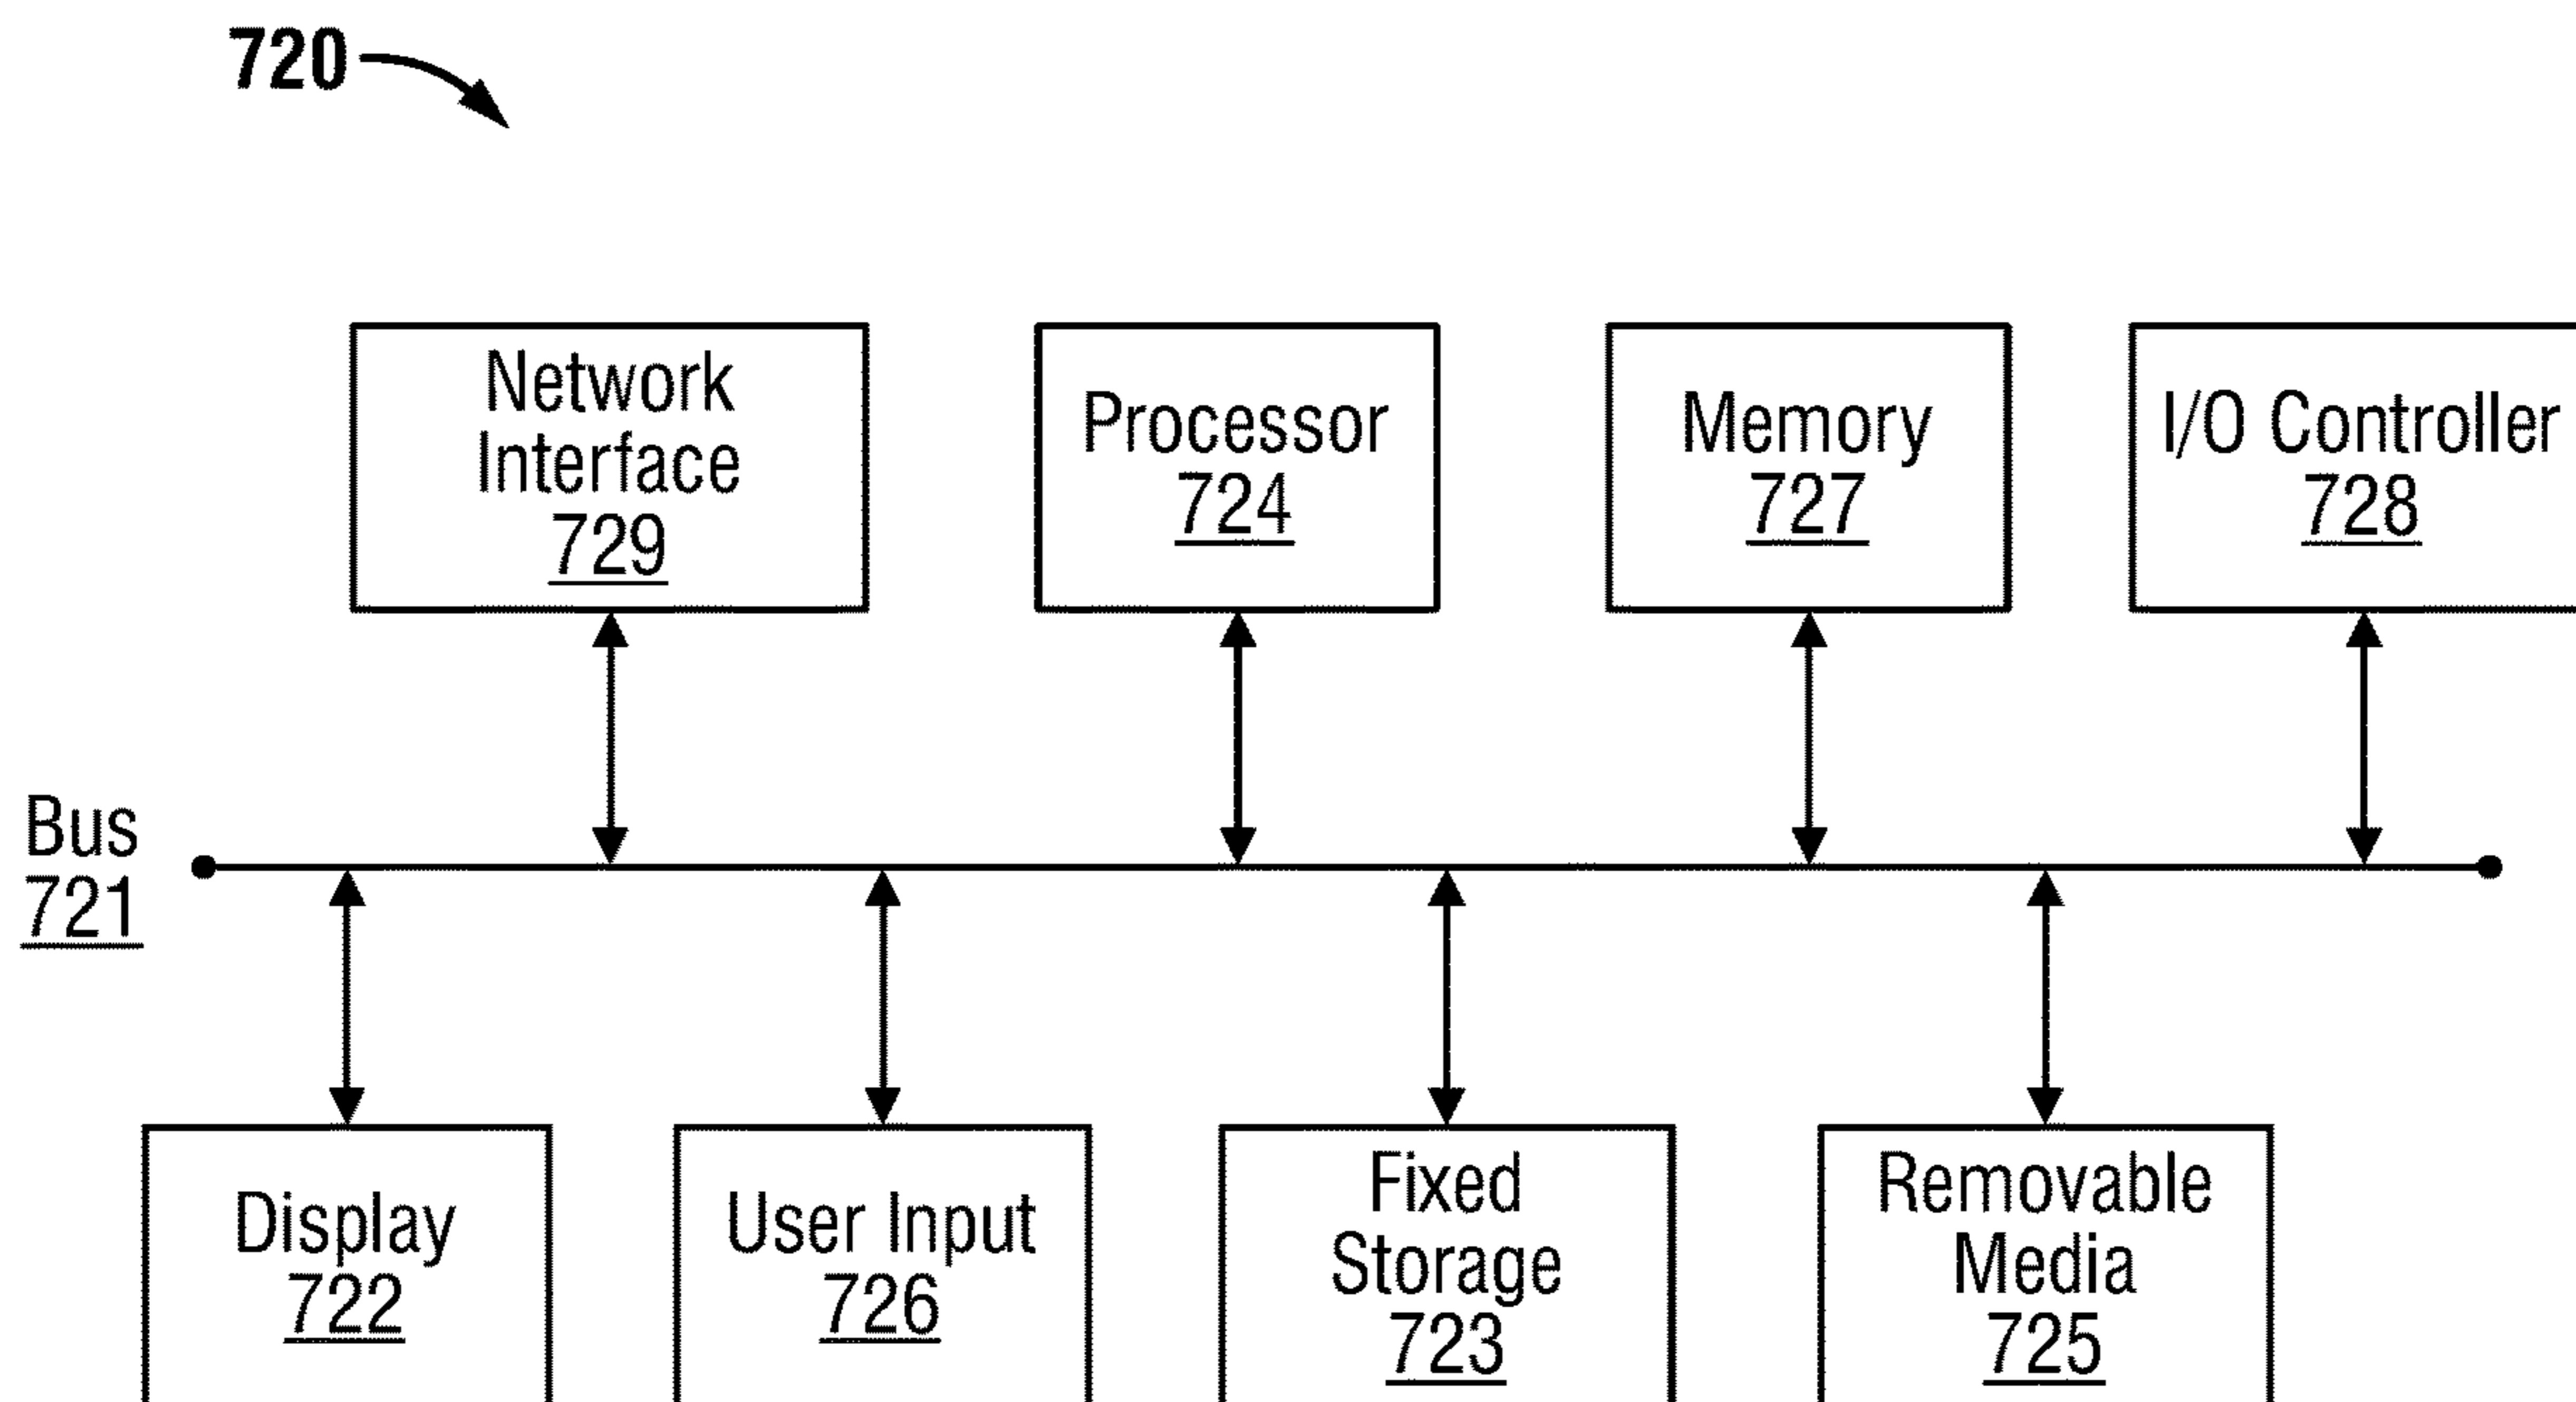 720
Network
Interface
729
Processor
724
Memory
727
I/O Controller
728
Bus
721
Display
722
User Input
726
Fixed
Storage
723
Removable
Media
725